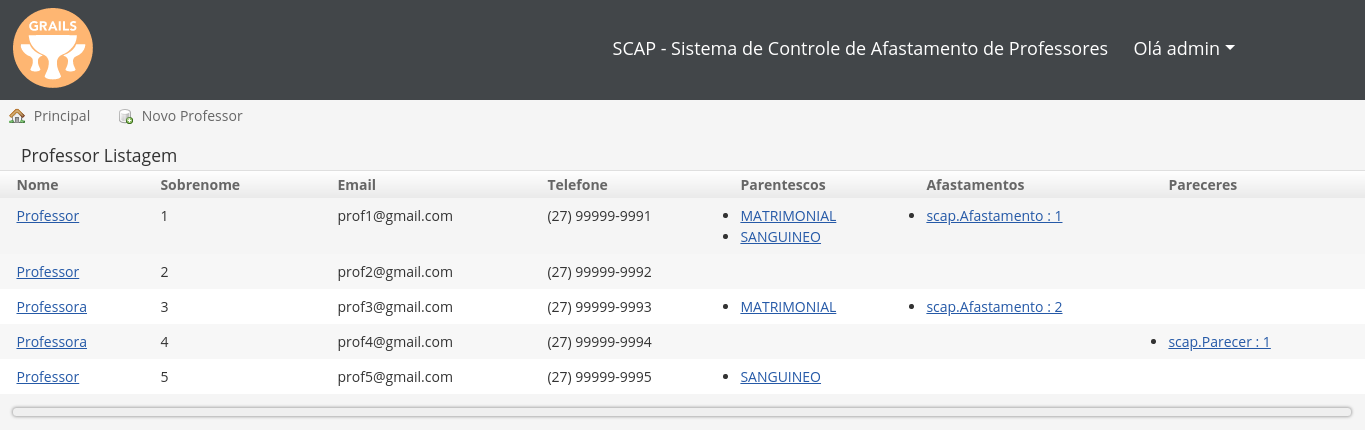 GRAILS
SCAP - Sistema de Controle de Afastamento de Professores Olá admin
Principal Novo Professor
Professor Listagem
Nome Sobrenome Email Telefone Parentescos Afastamentos Pareceres
Professor 1 prof1@gmail.com (27) 99999-9991 • MATRIMONIAL • scap.Afastamento : 1
• SANGUINEO
Professor 2 prof2@gmail.com (27) 99999-9992
Professora 3 prof3@gmail.com (27) 99999-9993 • MATRIMONIAL • scap.Afastamento : 2
Professora 4 prof4@gmail.com (27) 99999-9994 • scap.Parecer : 1
Professor 5 prof5@gmail.com (27) 99999-9995 • SANGUINEO